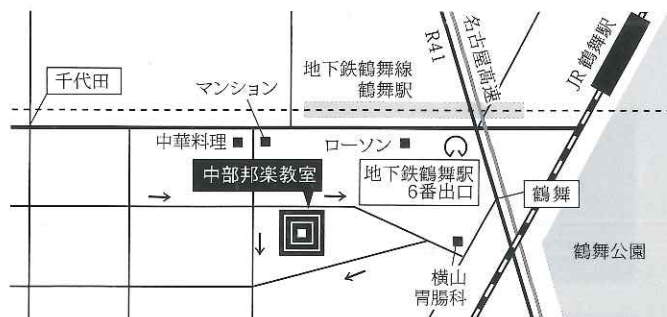 千代田
マンション
地下鉄鶴舞線
鶴舞駅
R41
名古屋高速
JR 鶴舞駅
中華料理
ローソン
中部邦楽教室
地下鉄鶴舞駅
6番出口
鶴舞
鶴舞公園
横山
胃腸科